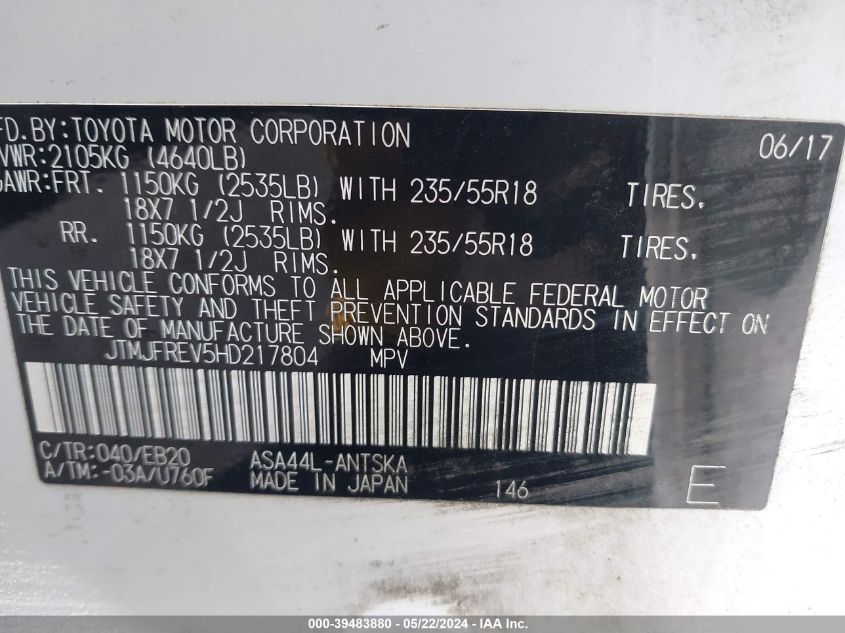 FD.BY:TOYOTA MOTOR CORPORATION 06/17
VWR:2105KG (4640LB)
GAWR:FRT. 1150KG (2535LB) WITH 235/55R18 TIRES.
18X7 1/2J RIMS.
RR. 1150KG (2535LB) WITH 235/55R18 TIRES.
18X7 1/2J RIMS.
THIS VEHICLE CONFORMS TO ALL APPLICABLE FEDERAL MOTOR
VEHICLE SAFETY AND THEFT PREVENTION STANDARDS IN EFFECT ON
THE DATE OF MANUFACTURE SHOWN ABOVE.
JTMJFREV5HD217804 MPV
C/TR:040/EB20 ASA44L-ANTSKA
A/TM:-03A/U760F MADE IN JAPAN 146 E
000-39483880 - 05/22/2024 - IAA Inc.